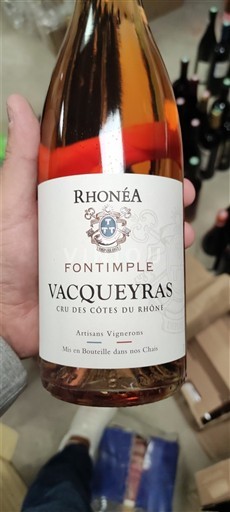 RHONÉA
FONTIMPLE
VACQUEYRAS
CRU DES CÔTES DU RHÔNE
Artisans Vignerons
Mis en Bouteille dans nos Chais